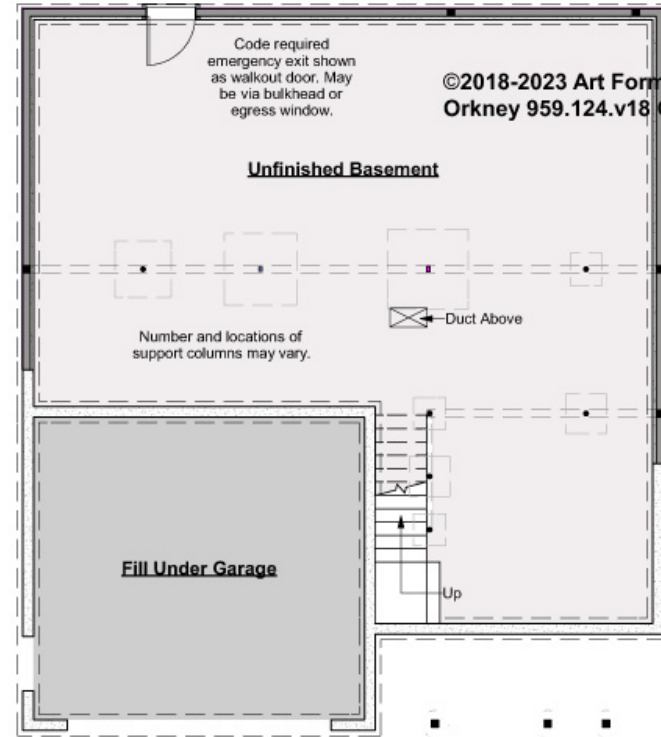 Code required
emergency exit shown
as walkout door. May
be via bulkhead or
egress window.
©2018-2023 Art Form
Orkney 959.124.v18
Unfinished Basement
Duct Above
Number and locations of
support columns may vary.
Fill Under Garage
Up